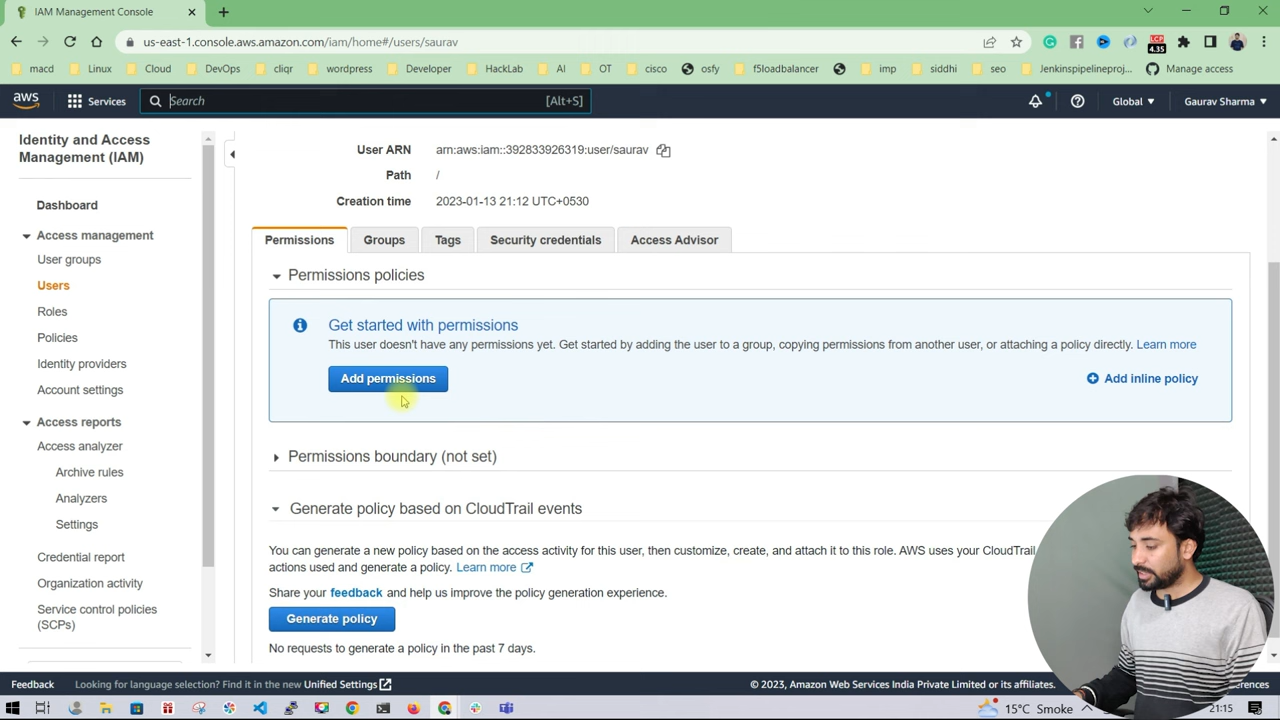 IAM Management Console
us-east-1.console.aws.amazon.com/iam/home#/users/saurav
LCP
4.35
macd
Linux
Cloud
DevOps
cliqr
wordpress
Developer
HackLab
AI
OT
cisco
osfy
f5loadbalancer
imp
siddhi
seo
Jenkinspipelineproj...
Manage access
aws
Services
Search
[Alt+S]
Global
Gaurav Sharma
Identity and Access
Management (IAM)
Dashboard
Access management
User groups
Users
Roles
Policies
Identity providers
Account settings
Access reports
Access analyzer
Archive rules
Analyzers
Settings
Credential report
Organization activity
Service control policies
(SCPs)
User ARN arn:aws:iam::392833926319:user/saurav
Path /
Creation time 2023-01-13 21:12 UTC+0530
Permissions
Groups
Tags
Security credentials
Access Advisor
Permissions policies
Get started with permissions
This user doesn't have any permissions yet. Get started by adding the user to a group, copying permissions from another user, or attaching a policy directly. Learn more
Add permissions
Add inline policy
Permissions boundary (not set)
Generate policy based on CloudTrail events
You can generate a new policy based on the access activity for this user, then customize, create, and attach it to this role. AWS uses your CloudTrail
actions used and generate a policy. Learn more
Share your feedback and help us improve the policy generation experience.
Generate policy
No requests to generate a policy in the past 7 days.
Feedback
Looking for language selection? Find it in the new Unified Settings
© 2023, Amazon Web Services India Private Limited or its affiliates.
erences
15°C Smoke
21:15